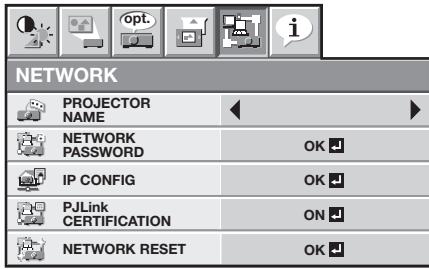 opt.
i
NETWORK
PROJECTOR
NAME
NETWORK
PASSWORD
OK
IP CONFIG
OK
PJLink
CERTIFICATION
ON
NETWORK RESET
OK